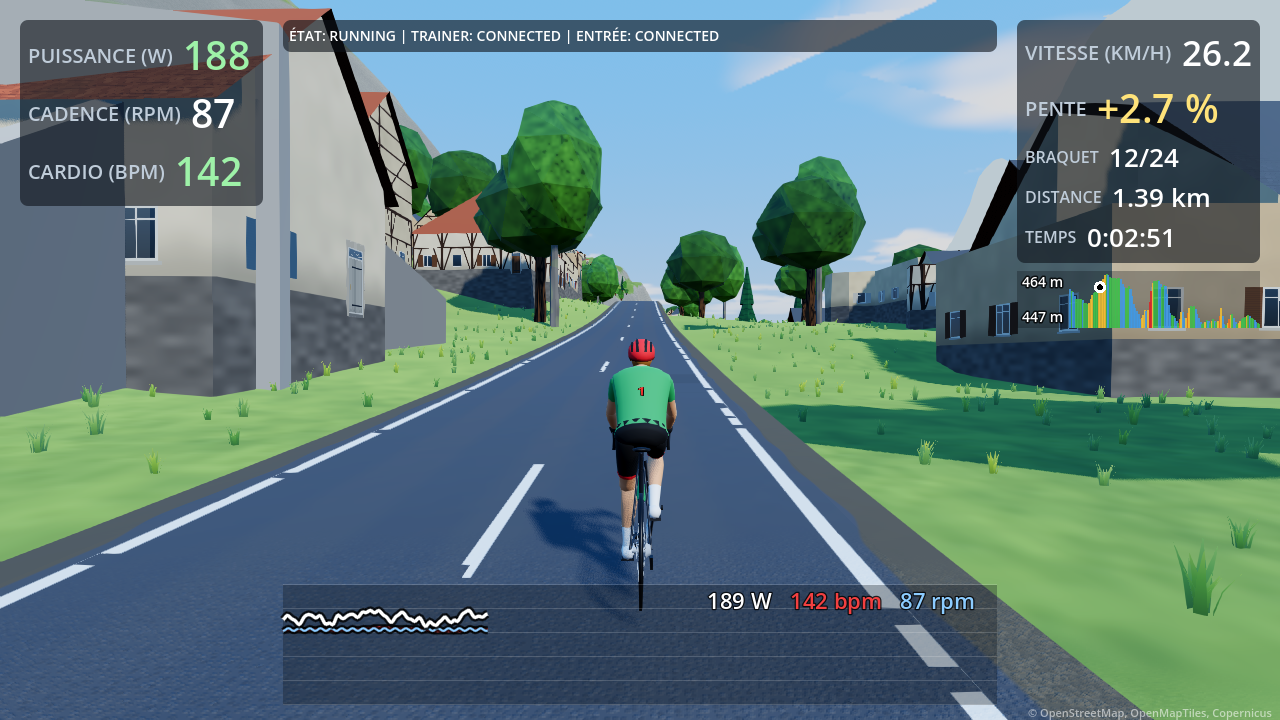 PUISSANCE (W) 188
CADENCE (RPM) 87
CARDIO (BPM) 142
ÉTAT: RUNNING | TRAINER: CONNECTED | ENTRÉE: CONNECTED
VITESSE (KM/H) 26.2
PENTE +2.7 %
BRAQUET 12/24
DISTANCE 1.39 km
TEMPS 0:02:51
464 m
447 m
1
189 W 142 bpm 87 rpm
© OpenStreetMap, OpenMapTiles, Copernicus